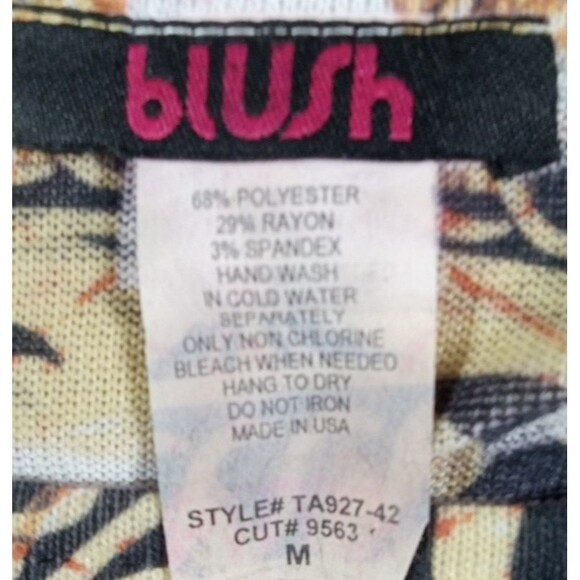 blush
68% POLYESTER
29% RAYON
3% SPANDEX
HAND WASH
IN COLD WATER
SEPARATELY
ONLY NON CHLORINE
BLEACH WHEN NEEDED
HANG TO DRY
DO NOT IRON
MADE IN USA
STYLE# TA927-42
CUT# 9563
M